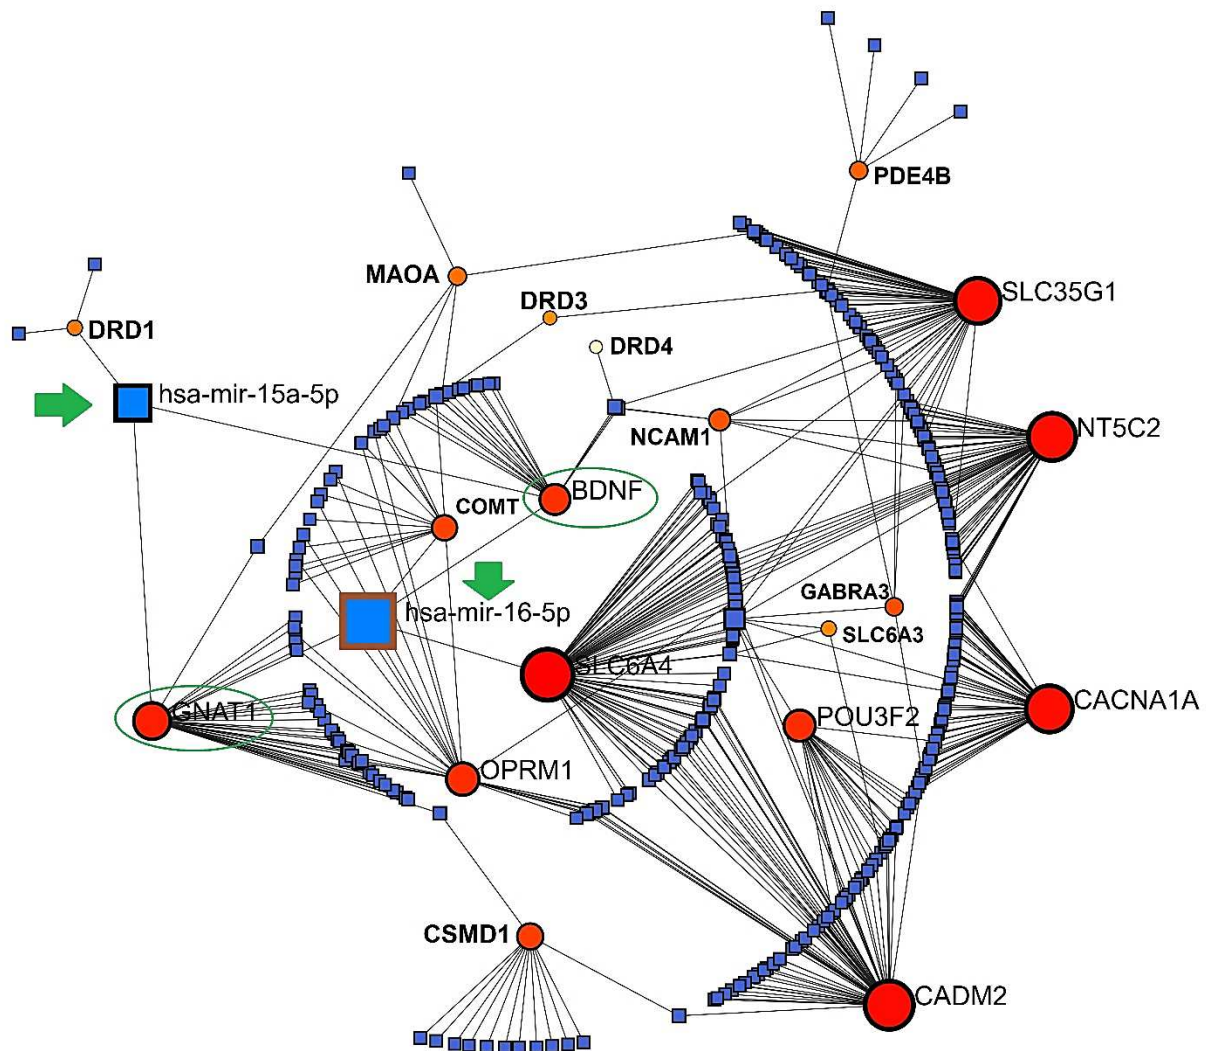 PDE4B
MAOA
DRD3
SLC35G1
DRD1
DRD4
hsa-mir-15a-5p
NCAM1
NT5C2
BDNF
COMT
GABRA3
hsa-mir-16-5p
SLC6A3
SLC6A4
CACNA1A
GNAT1
POU3F2
OPRM1
CSMD1
CADM2